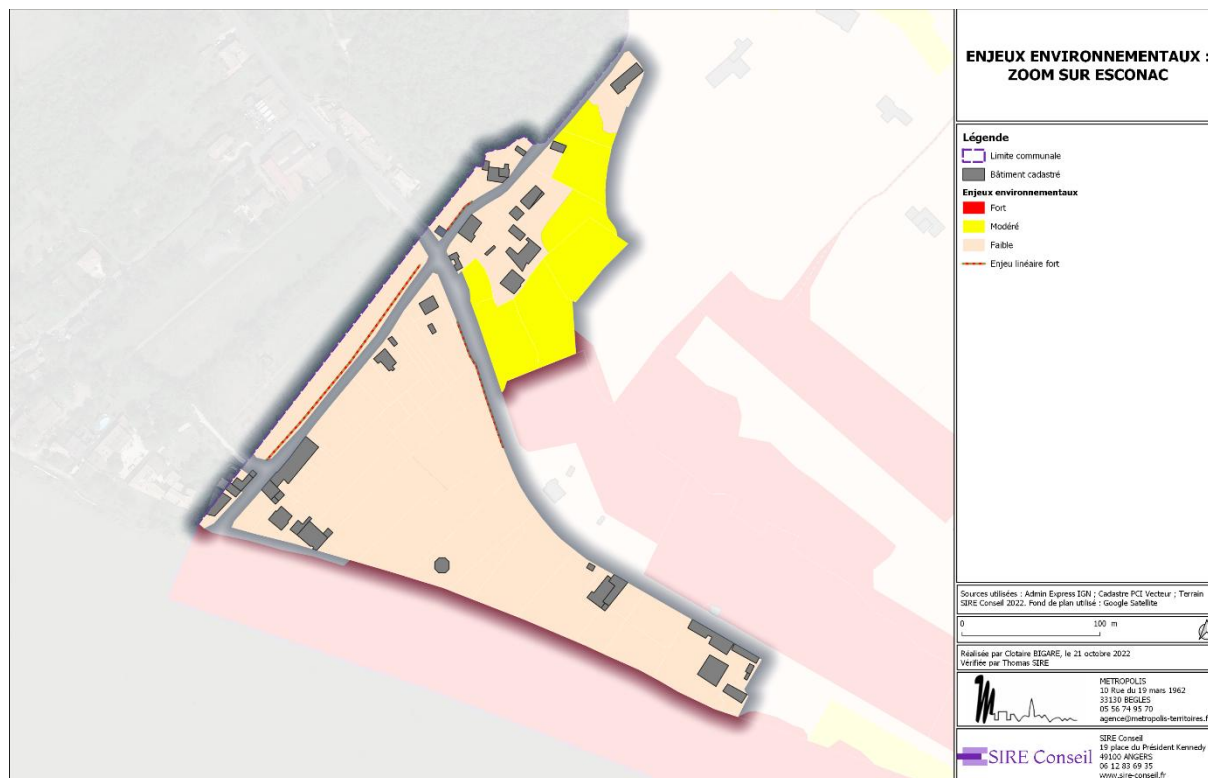 ENJEUX ENVIRONNEMENTAUX :
ZOOM SUR ESCONAC
Légende
Limite communale
Bâtiment cadastré
Enjeux environnementaux
Fort
Modéré
Faible
Enjeu linéaire fort
Sources utilisées : Admin Express IGN ; Cadastre PCI Vecteur ; Terrain
SIRE Conseil 2022. Fond de plan utilisé : Google Satellite
0 100 m
Réalisée par Clotaire BIGARE, le 21 octobre 2022
Vérifiée par Thomas SIRE
METROPOLIS
10 Rue du 19 mars 1962
33130 BEGLES
05 56 74 95 70
agence@metropolis-territoires.f
SIRE Conseil
SIRE Conseil
19 place du Président Kennedy
49100 ANGERS
06 12 83 69 35
www.sire-conseil.fr